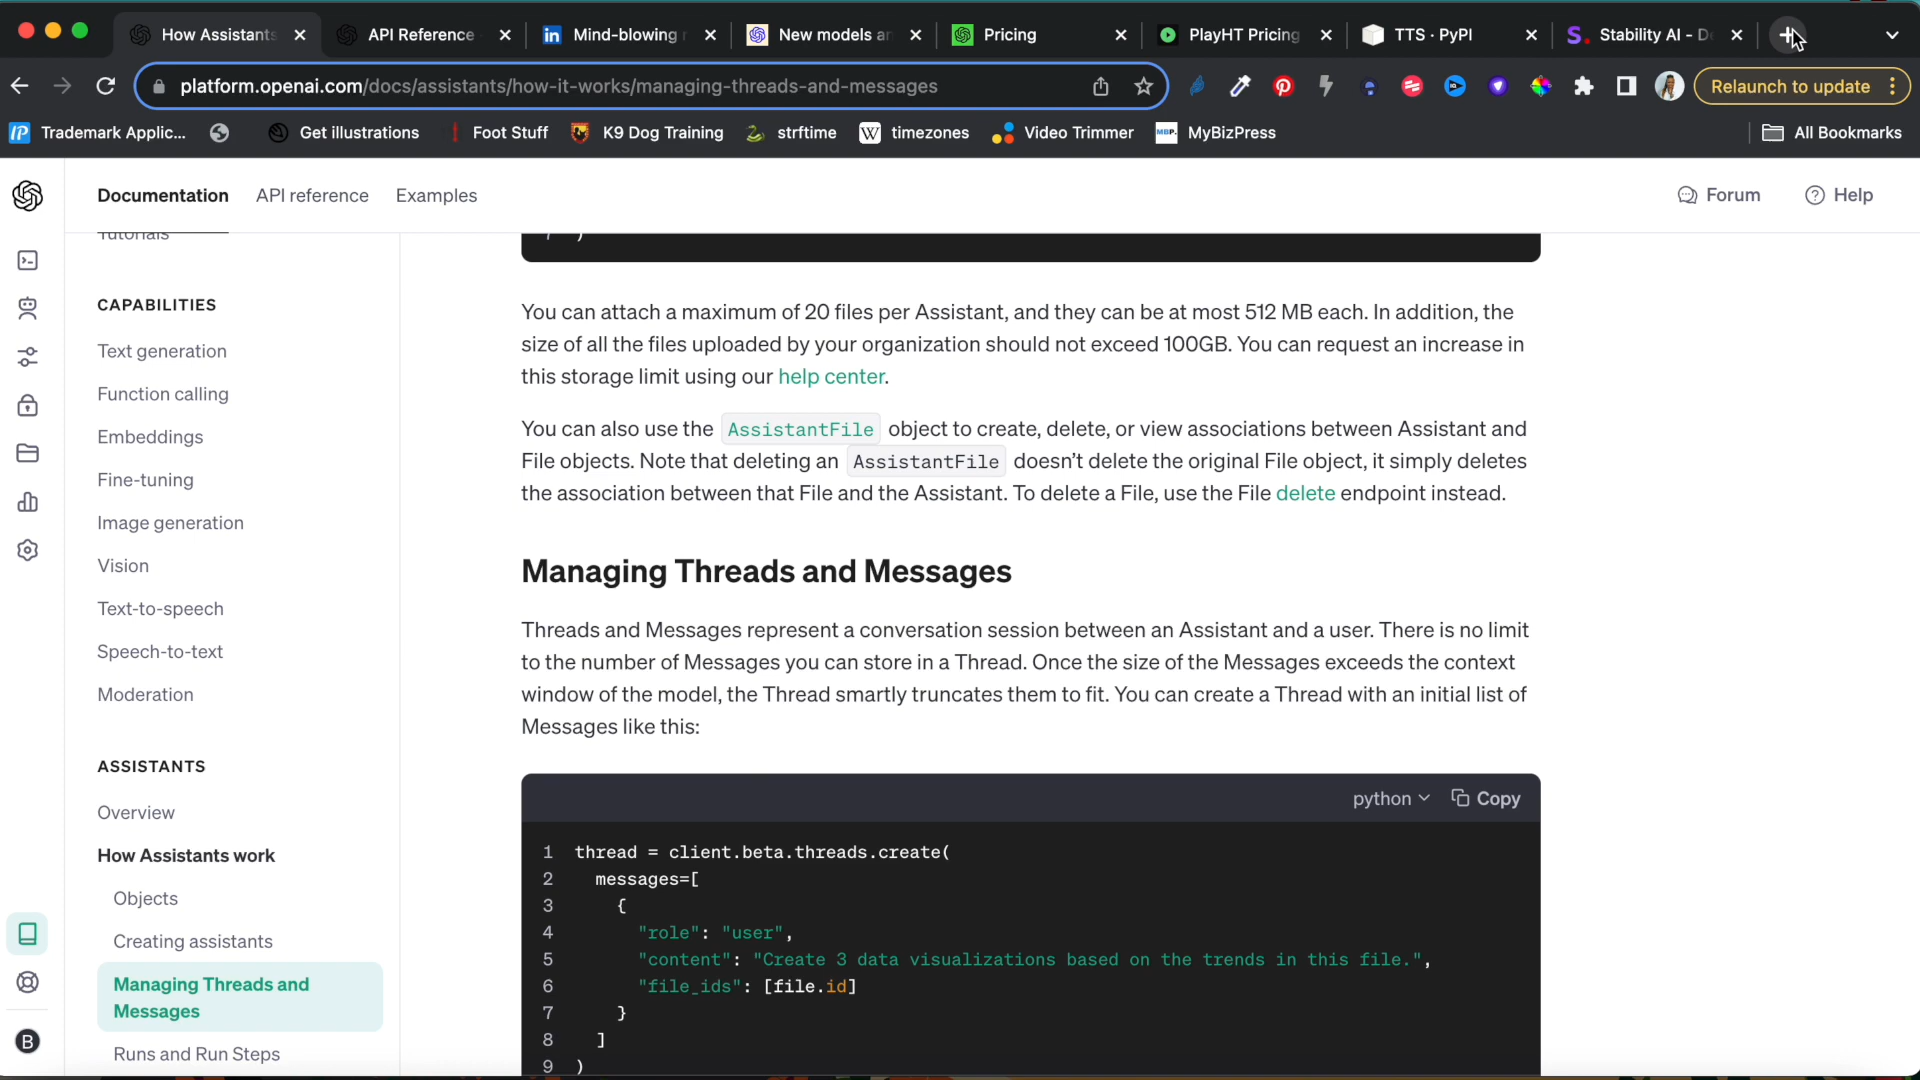 How Assistants
API Reference
Mind-blowing
New models an
Pricing
PlayHT Pricing
TTS · PyPI
Stability AI - De
platform.openai.com/docs/assistants/how-it-works/managing-threads-and-messages
Relaunch to update
Trademark Applic...
Get illustrations
Foot Stuff
K9 Dog Training
strftime
timezones
Video Trimmer
MyBizPress
All Bookmarks
Documentation
API reference
Examples
Forum
Help
Tutorials
CAPABILITIES
Text generation
Function calling
Embeddings
Fine-tuning
Image generation
Vision
Text-to-speech
Speech-to-text
Moderation
ASSISTANTS
Overview
How Assistants work
Objects
Creating assistants
Managing Threads and
Messages
Runs and Run Steps
B
7 )
You can attach a maximum of 20 files per Assistant, and they can be at most 512 MB each. In addition, the
size of all the files uploaded by your organization should not exceed 100GB. You can request an increase in
this storage limit using our help center.
You can also use the AssistantFile object to create, delete, or view associations between Assistant and
File objects. Note that deleting an AssistantFile doesn’t delete the original File object, it simply deletes
the association between that File and the Assistant. To delete a File, use the File delete endpoint instead.
Managing Threads and Messages
Threads and Messages represent a conversation session between an Assistant and a user. There is no limit
to the number of Messages you can store in a Thread. Once the size of the Messages exceeds the context
window of the model, the Thread smartly truncates them to fit. You can create a Thread with an initial list of
Messages like this:
python
Copy
1 thread = client.beta.threads.create(
2 messages=[
3 {
4 "role": "user",
5 "content": "Create 3 data visualizations based on the trends in this file.",
6 "file_ids": [file.id]
7 }
8 ]
9 )